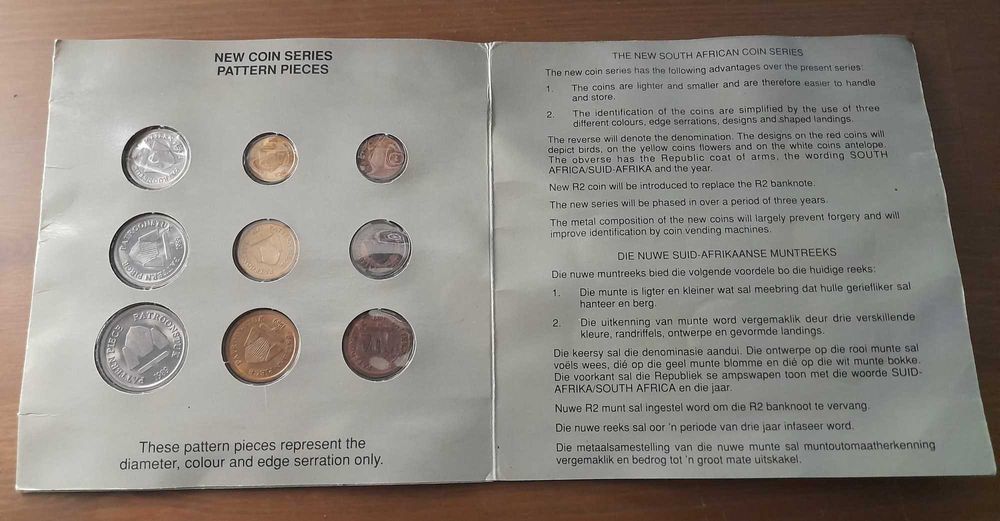 NEW COIN SERIES
PATTERN PIECES
PATROONSTUK
PATTERN PIECE
PATROONSTUK
PATTERN PIECE
1989
These pattern pieces represent the
diameter, colour and edge serration only.
THE NEW SOUTH AFRICAN COIN SERIES
The new coin series has the following advantages over the present series:
1. The coins are lighter and smaller and are therefore easier to handle
and store.
2. The identification of the coins are simplified by the use of three
different colours, edge serrations, designs and shaped landings.
The reverse will denote the denomination. The designs on the red coins will
depict birds, on the yellow coins flowers and on the white coins antelope.
The obverse has the Republic coat of arms, the wording SOUTH
AFRICA/SUID-AFRIKA and the year.
New R2 coin will be introduced to replace the R2 banknote.
The new series will be phased in over a period of three years.
The metal composition of the new coins will largely prevent forgery and will
improve identification by coin vending machines.
DIE NUWE SUID-AFRIKAANSE MUNTREEKS
Die nuwe muntreeks bied die volgende voordele bo die huidige reeks:
1. Die munte is ligter en kleiner wat sal meebring dat hulle geriefliker sal
hanteer en berg.
2. Die uitkenning van munte word vergemaklik deur drie verskillende
kleure, randriffels, ontwerpe en gevormde landings.
Die keersy sal die denominasie aandui. Die ontwerpe op die rooi munte sal
voëls wees, dié op die geel munte blomme en dié op die wit munte bokke.
Die voorkant sal die Republiek se ampswapen toon met die woorde SUID-
AFRIKA/SOUTH AFRICA en die jaar.
Nuwe R2 munt sal ingestel word om die R2 banknoot te vervang.
Die nuwe reeks sal oor 'n periode van drie jaar infaseer word.
Die metaalsamestelling van die nuwe munte sal muntoutomaatherkenning
vergemaklik en bedrog tot 'n groot mate uitskakel.